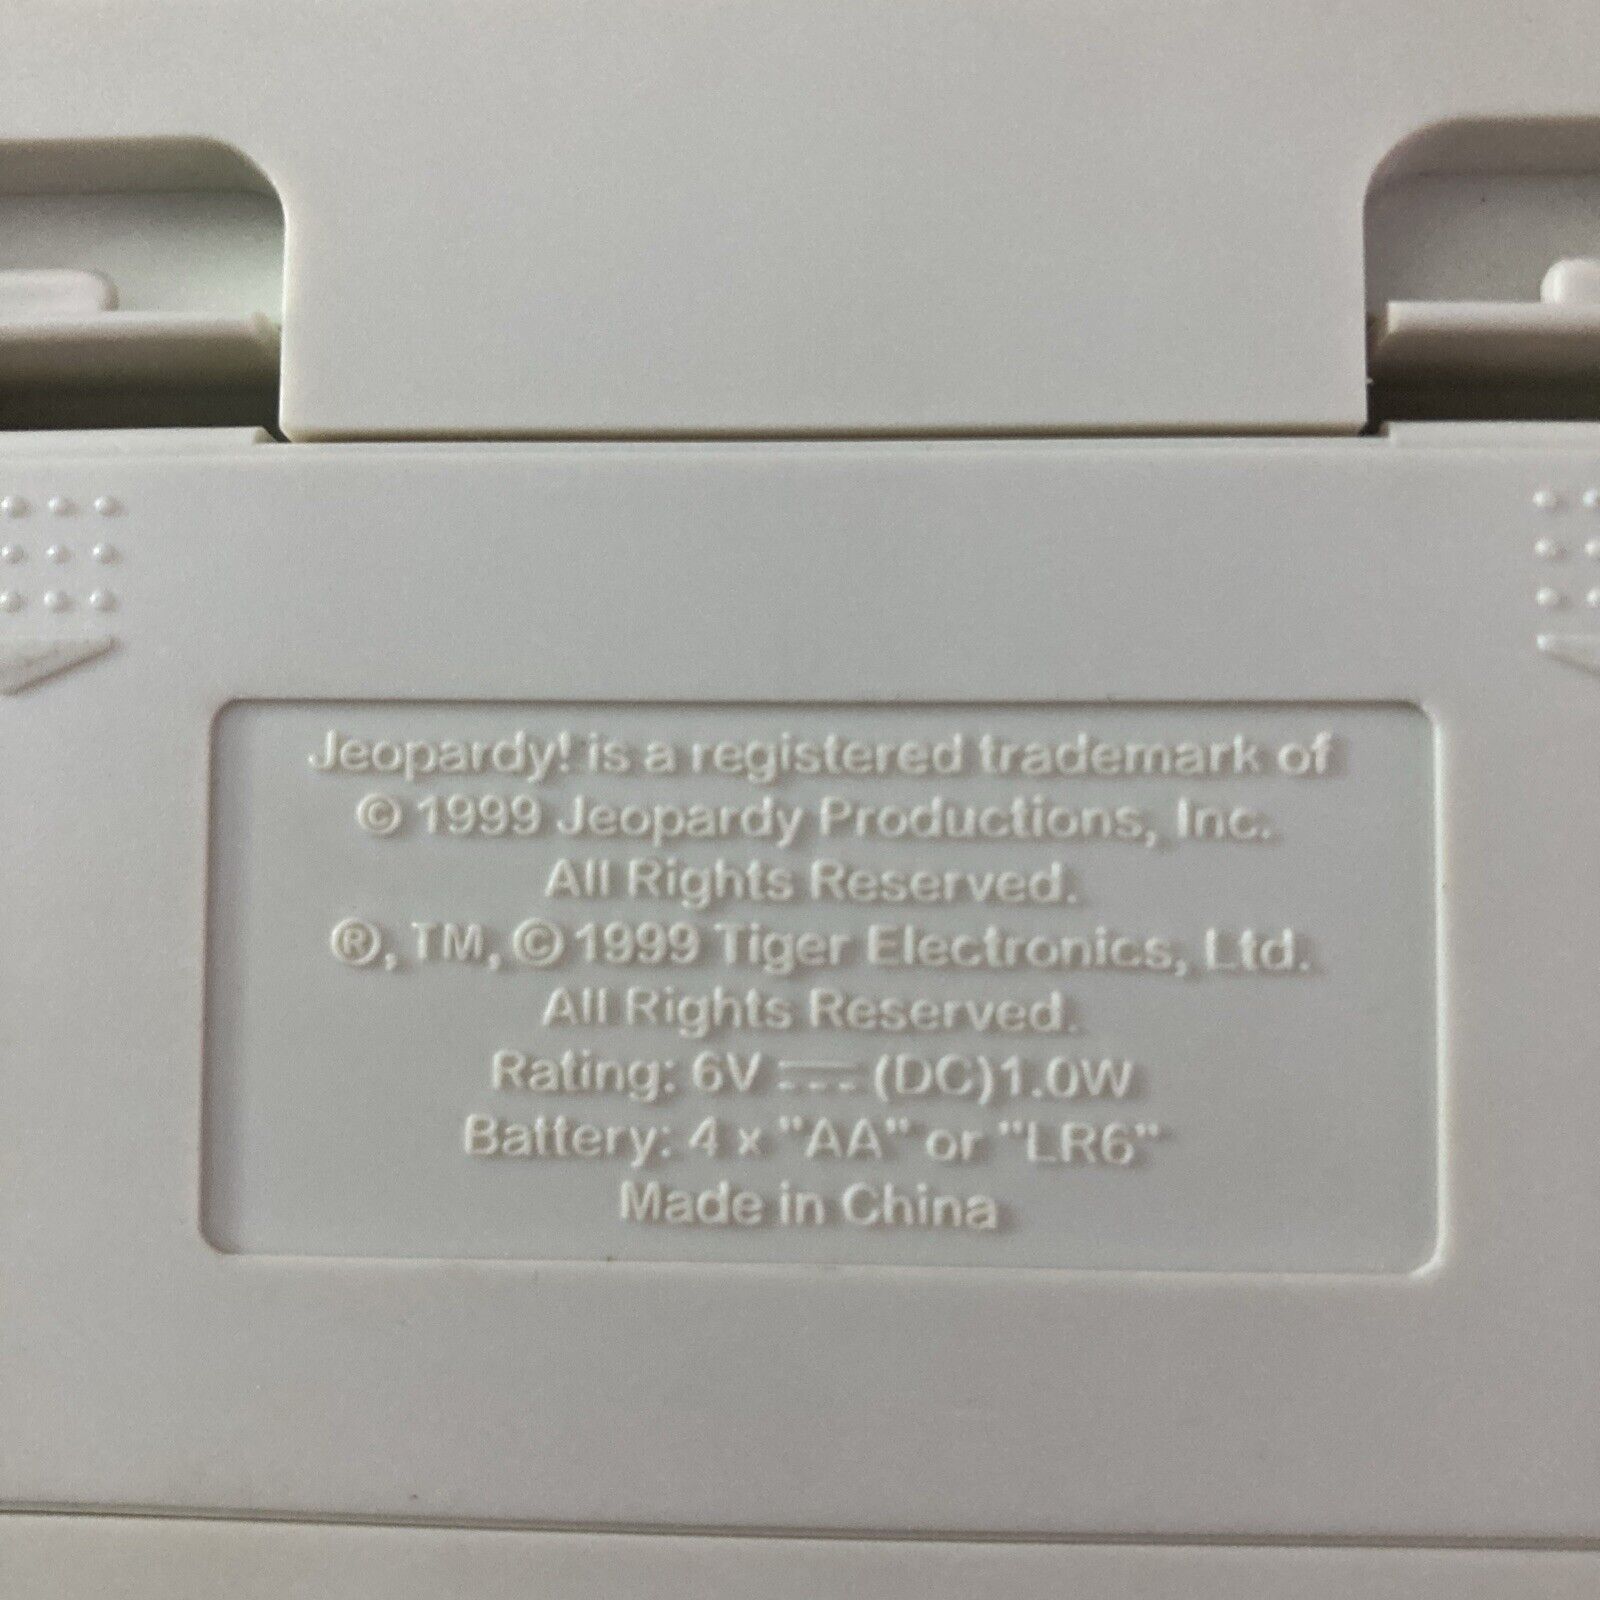 Jeopardy! is a registered trademark of
© 1999 Jeopardy Productions, Inc.
All Rights Reserved.
®, TM, © 1999 Tiger Electronics, Ltd.
All Rights Reserved.
Rating: 6V ⎓ (DC)1.0W
Battery: 4 x "AA" or "LR6"
Made in China